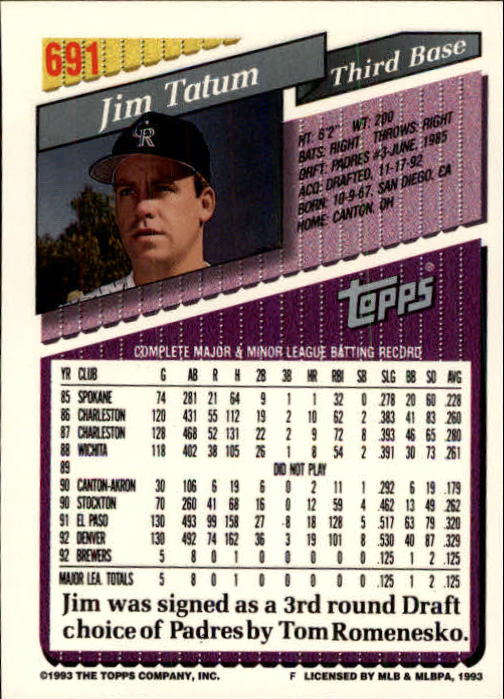 691
Jim Tatum
Third Base
CR
HT: 6'2" WT: 200
BATS: RIGHT THROWS: RIGHT
DRFT: PADRES #3-JUNE, 1985
ACQ: DRAFTED, 11-17-92
BORN: 10-9-67, SAN DIEGO, CA
HOME: CANTON, OH
TOPPS®
COMPLETE MAJOR & MINOR LEAGUE BATTING RECORD
YR CLUB G AB R H 2B 3B HR RBI SB SLG BB SO AVG
85 SPOKANE 74 281 21 64 9 1 1 32 0 .278 20 60 .228
86 CHARLESTON 120 431 55 112 19 2 10 62 2 .383 41 83 .260
87 CHARLESTON 128 468 52 131 22 2 9 72 8 .393 46 65 .280
88 WICHITA 118 402 38 105 26 1 8 54 2 .391 30 73 .261
89 DID NOT PLAY
90 CANTON-AKRON 30 106 6 19 6 0 2 11 1 .292 6 19 .179
90 STOCKTON 70 260 41 68 16 0 12 59 4 .462 13 49 .262
91 EL PASO 130 493 99 158 27 8 18 128 5 .517 63 79 .320
92 DENVER 130 492 74 162 36 3 19 101 8 .530 40 87 .329
92 BREWERS 5 8 0 1 0 0 0 0 0 .125 1 2 .125
MAJOR LEA. TOTALS 5 8 0 1 0 0 0 0 0 .125 1 2 .125
Jim was signed as a 3rd round Draft
choice of Padres by Tom Romenesko.
©1993 THE TOPPS COMPANY, INC. F LICENSED BY MLB & MLBPA, 1993